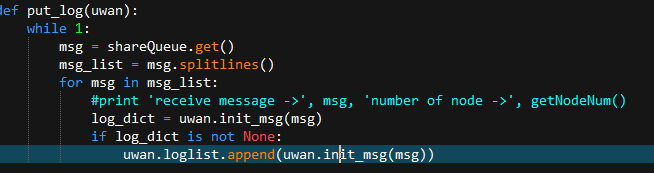 def put_log(uwan):
while 1:
msg = shareQueue.get()
msg_list = msg.splitlines()
for msg in msg_list:
#print 'receive message ->', msg, 'number of node ->', getNodeNum()
log_dict = uwan.init_msg(msg)
if log_dict is not None:
uwan.loglist.append(uwan.init_msg(msg))